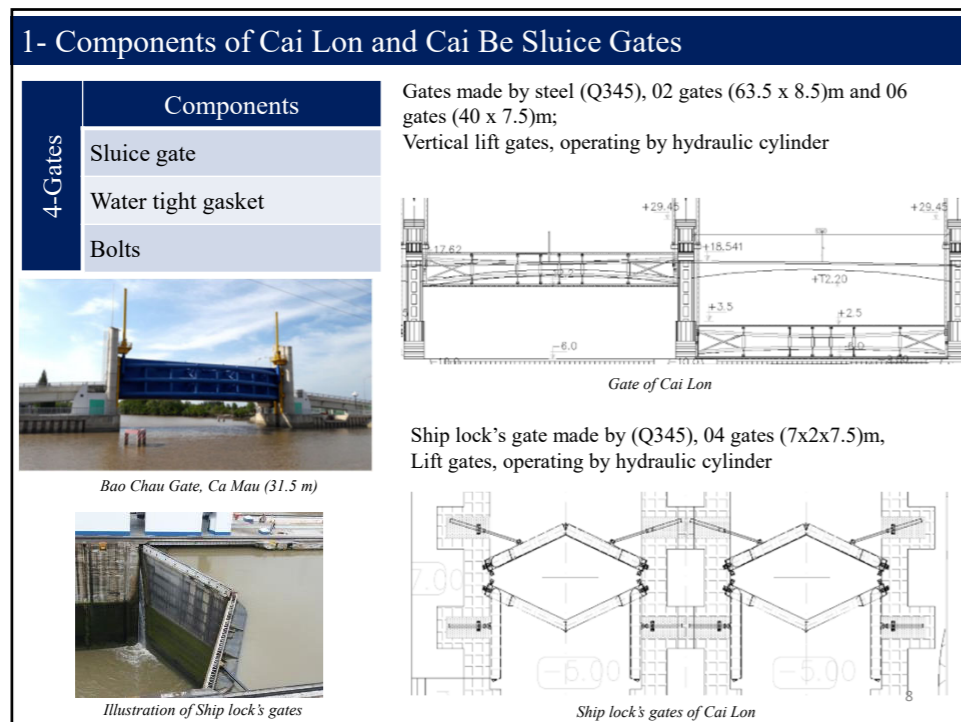 1- Components of Cai Lon and Cai Be Sluice Gates
4-Gates
Components
Sluice gate
Water tight gasket
Bolts
Bao Chau Gate, Ca Mau (31.5 m)
Illustration of Ship lock's gates
Gates made by steel (Q345), 02 gates (63.5 x 8.5)m and 06
gates (40 x 7.5)m;
Vertical lift gates, operating by hydraulic cylinder
+29.45
+29.45
17.62
+18.541
+12.20
+3.5
+2.5
-6.0
Gate of Cai Lon
Ship lock's gate made by (Q345), 04 gates (7x2x7.5)m,
Lift gates, operating by hydraulic cylinder
7.00
-5.00
-5.00
8
Ship lock's gates of Cai Lon